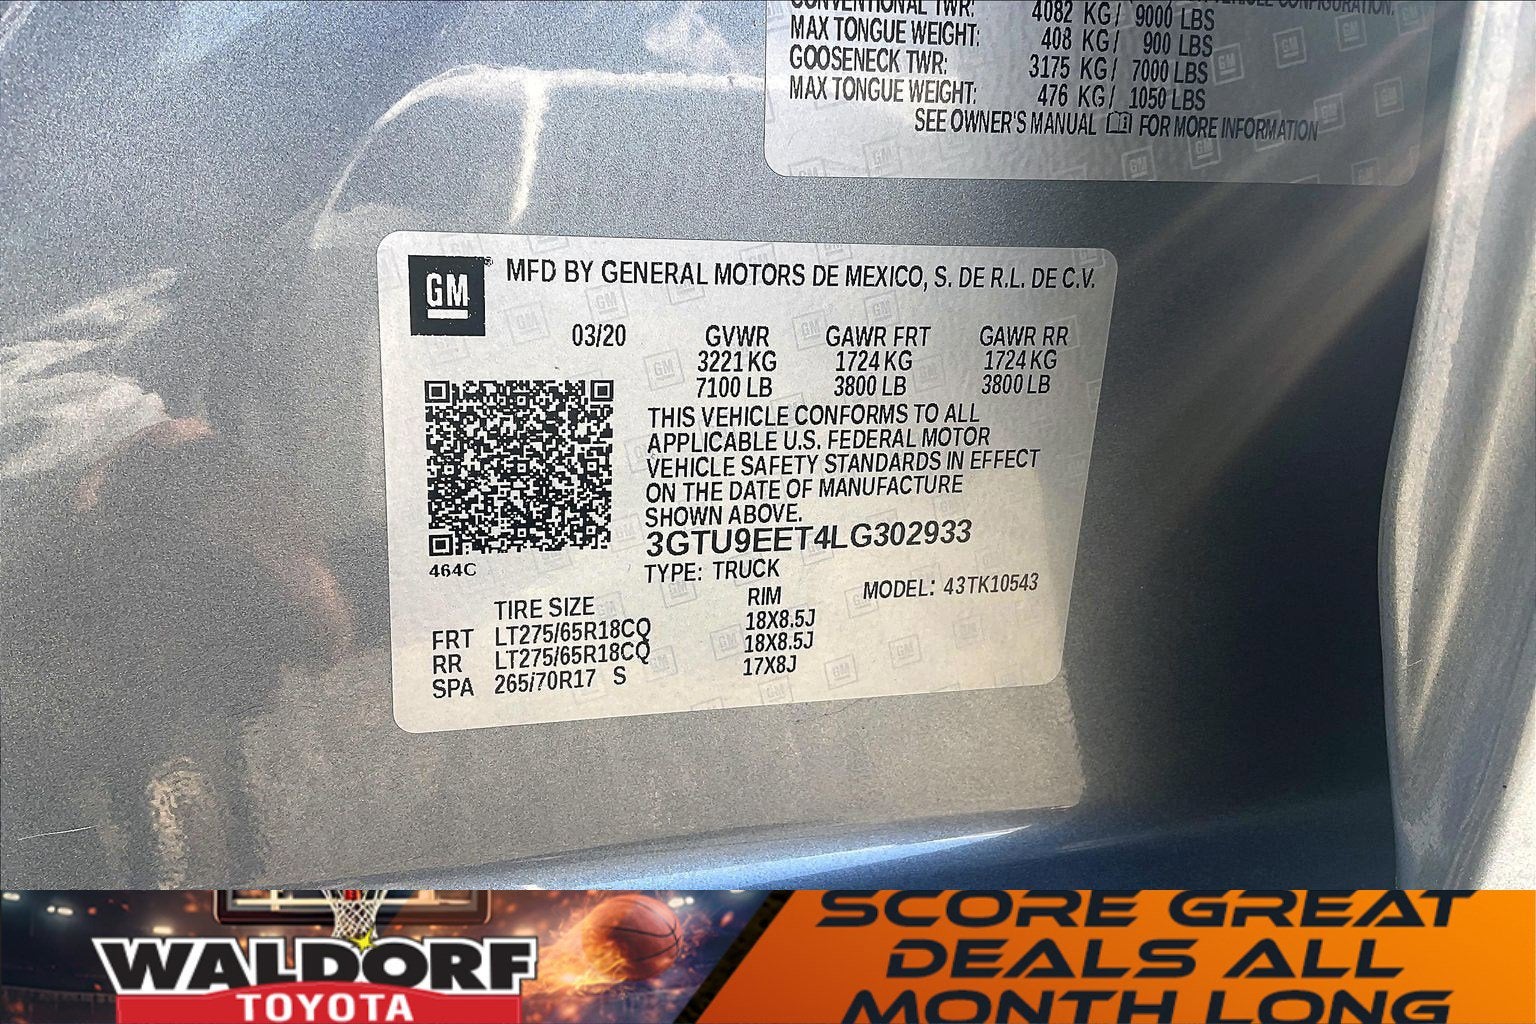 CONVENTIONAL TWR: 4082 KG/ 9000 LBS
MAX TONGUE WEIGHT: 408 KG/ 900 LBS
GOOSENECK TWR: 3175 KG/ 7000 LBS
MAX TONGUE WEIGHT: 476 KG/ 1050 LBS
SEE OWNER'S MANUAL FOR MORE INFORMATION
GM® MFD BY GENERAL MOTORS DE MEXICO, S. DE R.L. DE C.V.
03/20 GVWR GAWR FRT GAWR RR
3221 KG 1724 KG 1724 KG
7100 LB 3800 LB 3800 LB
THIS VEHICLE CONFORMS TO ALL
APPLICABLE U.S. FEDERAL MOTOR
VEHICLE SAFETY STANDARDS IN EFFECT
ON THE DATE OF MANUFACTURE
SHOWN ABOVE.
3GTU9EET4LG302933
464C
TYPE: TRUCK MODEL: 43TK10543
TIRE SIZE RIM
FRT LT275/65R18CQ 18X8.5J
RR LT275/65R18CQ 18X8.5J
SPA 265/70R17 S 17X8J
WALDORF
TOYOTA
SCORE GREAT
DEALS ALL
MONTH LONG